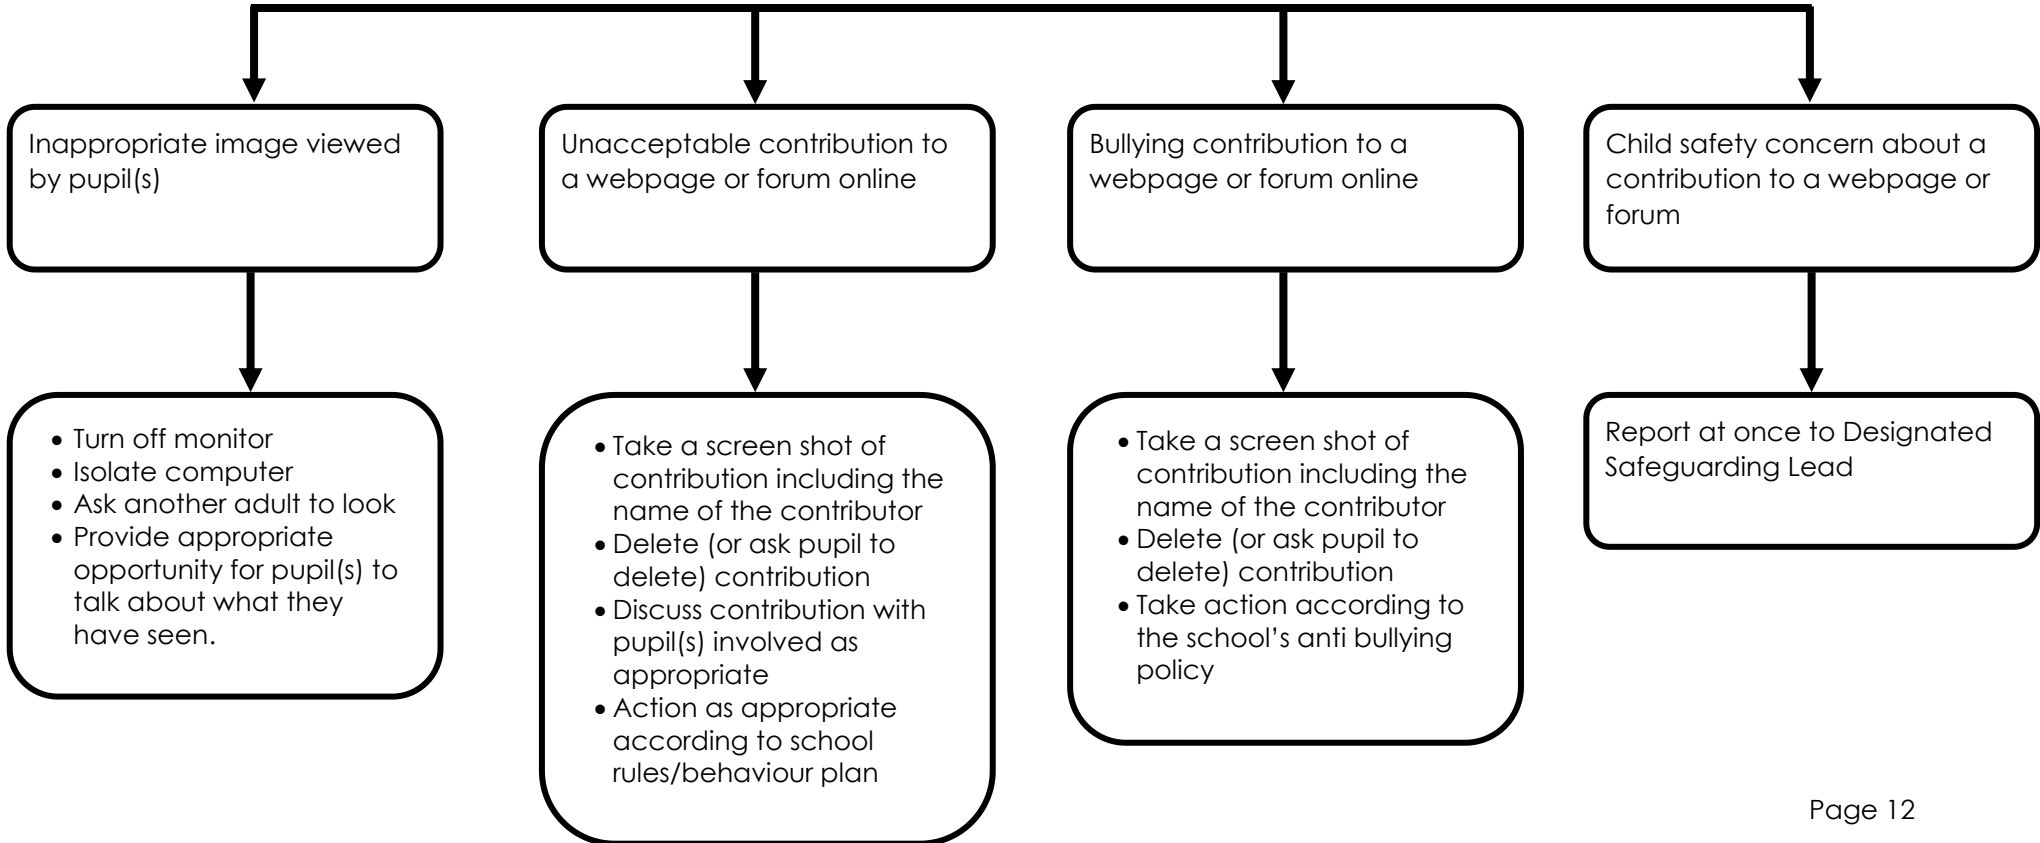 Inappropriate image viewed
by pupil(s)
Unacceptable contribution to
a webpage or forum online
Bullying contribution to a
webpage or forum online
Child safety concern about a
contribution to a webpage or
forum
• Turn off monitor
• Isolate computer
• Ask another adult to look
• Provide appropriate
opportunity for pupil(s) to
talk about what they
have seen.
• Take a screen shot of
contribution including the
name of the contributor
• Delete (or ask pupil to
delete) contribution
• Discuss contribution with
pupil(s) involved as
appropriate
• Action as appropriate
according to school
rules/behaviour plan
• Take a screen shot of
contribution including the
name of the contributor
• Delete (or ask pupil to
delete) contribution
• Take action according to
the school’s anti bullying
policy
Report at once to Designated
Safeguarding Lead
Page 12